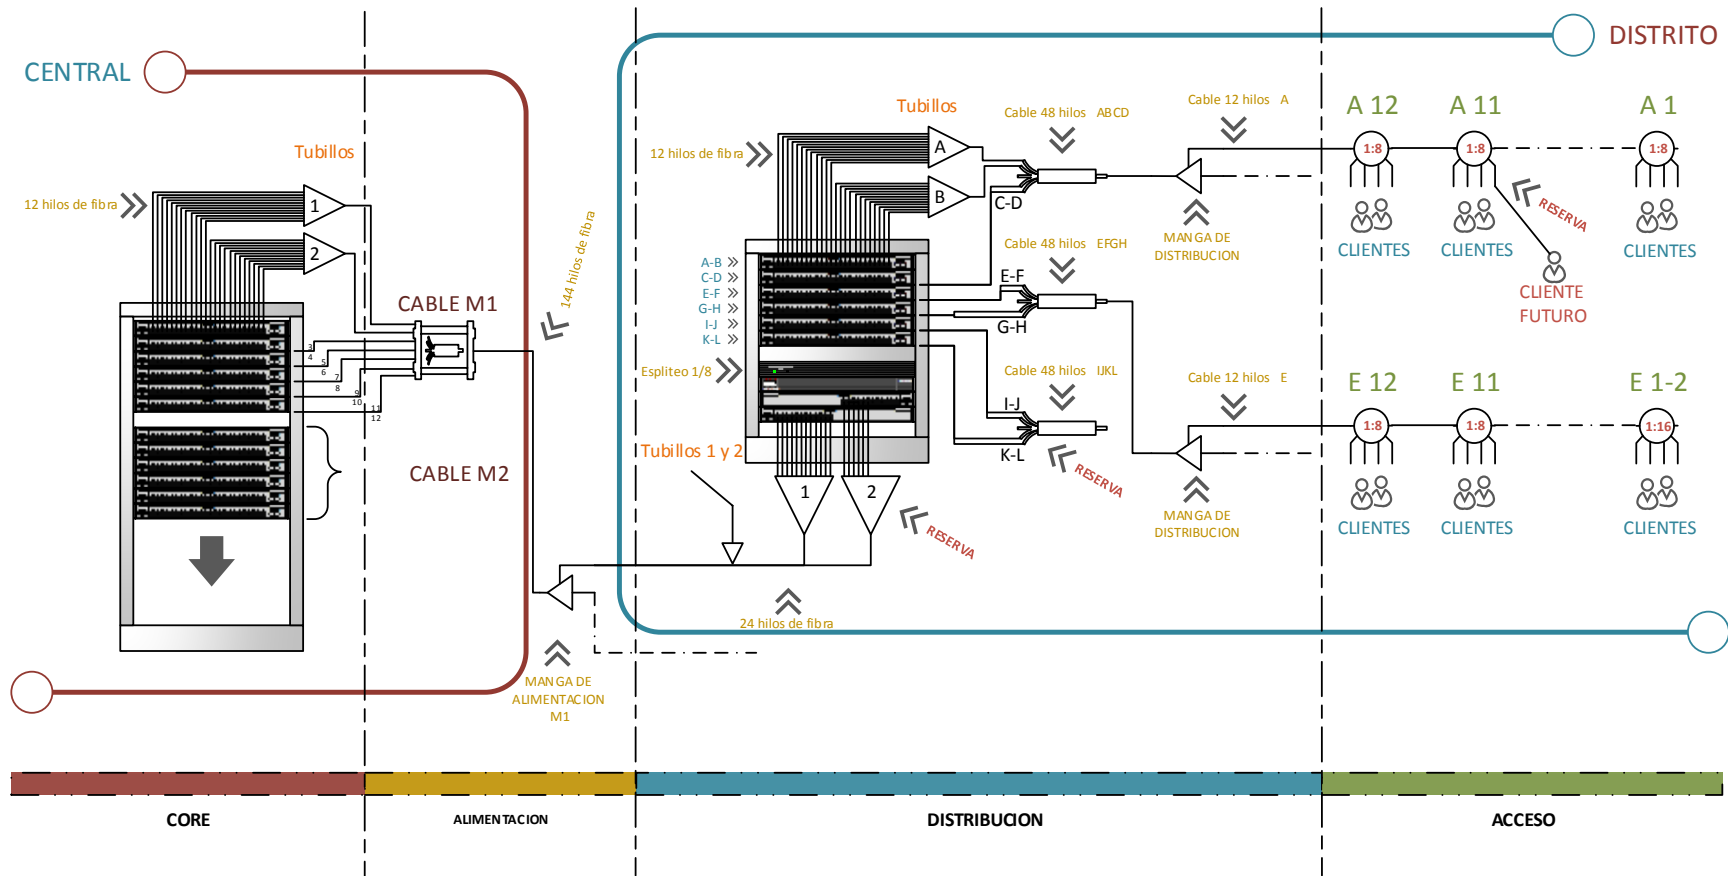 CENTRAL
DISTRITO
Tubillos
12 hilos de fibra
1
2
CABLE M1
3
4
5
6
7
8
9
10
11
12
CABLE M2
144 hilos de fibra
MANGA DE
ALIMENTACION
M1
Tubillos
12 hilos de fibra
A
B
C-D
Cable 48 hilos ABCD
Cable 12 hilos A
MANGA DE
DISTRIBUCION
A-B
C-D
E-F
G-H
I-J
K-L
Espliteo 1/8
Cable 48 hilos EFGH
E-F
G-H
Cable 48 hilos IJKL
I-J
K-L
RESERVA
Cable 12 hilos E
MANGA DE
DISTRIBUCION
Tubillos 1 y 2
1
2
RESERVA
24 hilos de fibra
A 12
A 11
A 1
1:8
1:8
1:8
RESERVA
CLIENTES
CLIENTES
CLIENTES
CLIENTE
FUTURO
E 12
E 11
E 1-2
1:8
1:8
1:16
CLIENTES
CLIENTES
CLIENTES
CORE
ALIMENTACION
DISTRIBUCION
ACCESO